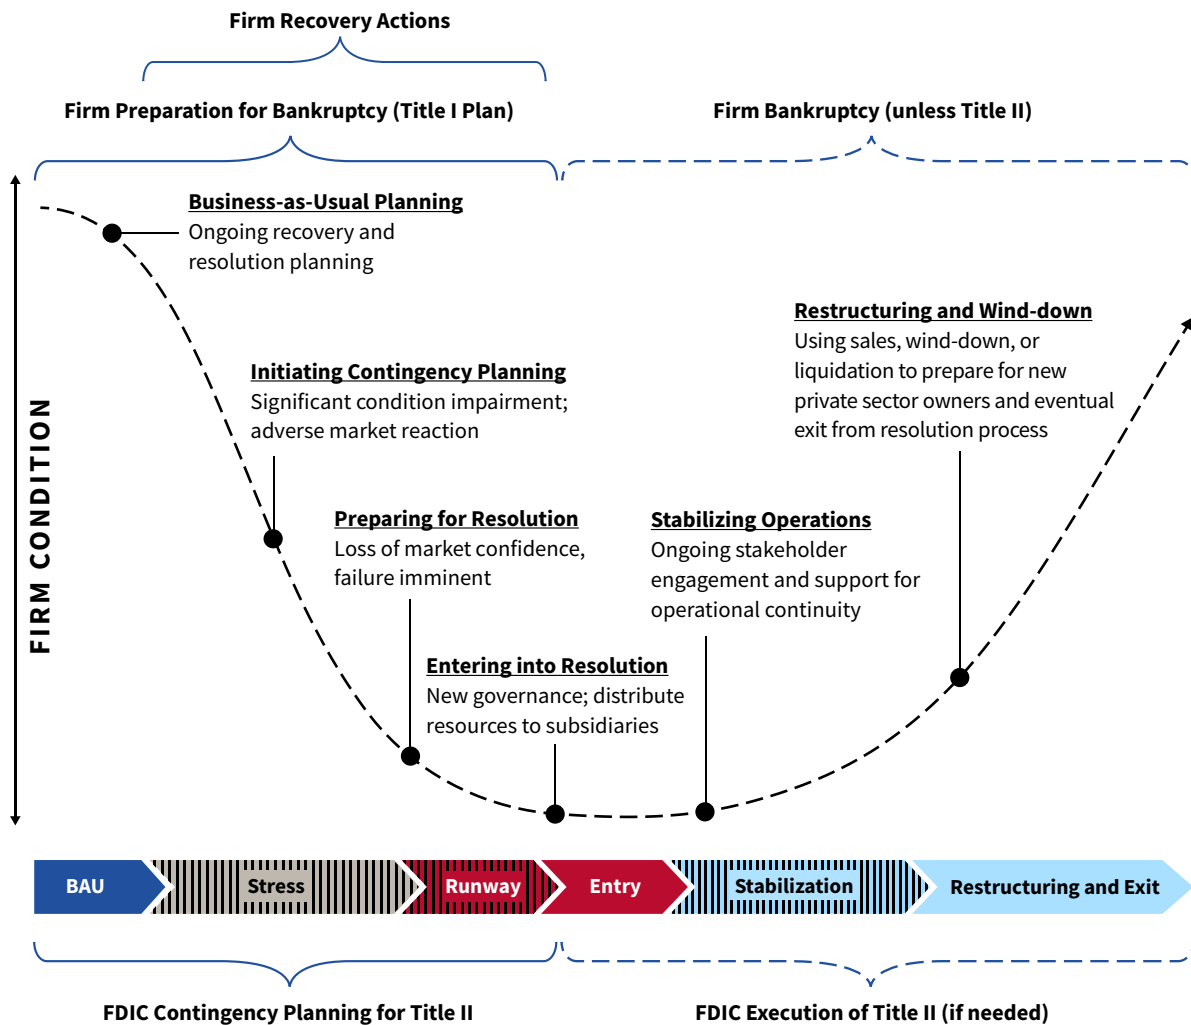 Firm Recovery Actions
Firm Preparation for Bankruptcy (Title I Plan)
Firm Bankruptcy (unless Title II)
FIRM CONDITION
Business-as-Usual Planning
Ongoing recovery and
resolution planning
Initiating Contingency Planning
Significant condition impairment;
adverse market reaction
Preparing for Resolution
Loss of market confidence,
failure imminent
Entering into Resolution
New governance; distribute
resources to subsidiaries
Stabilizing Operations
Ongoing stakeholder
engagement and support for
operational continuity
Restructuring and Wind-down
Using sales, wind-down, or
liquidation to prepare for new
private sector owners and eventual
exit from resolution process
BAU
Stress
Runway
Entry
Stabilization
Restructuring and Exit
FDIC Contingency Planning for Title II
FDIC Execution of Title II (if needed)